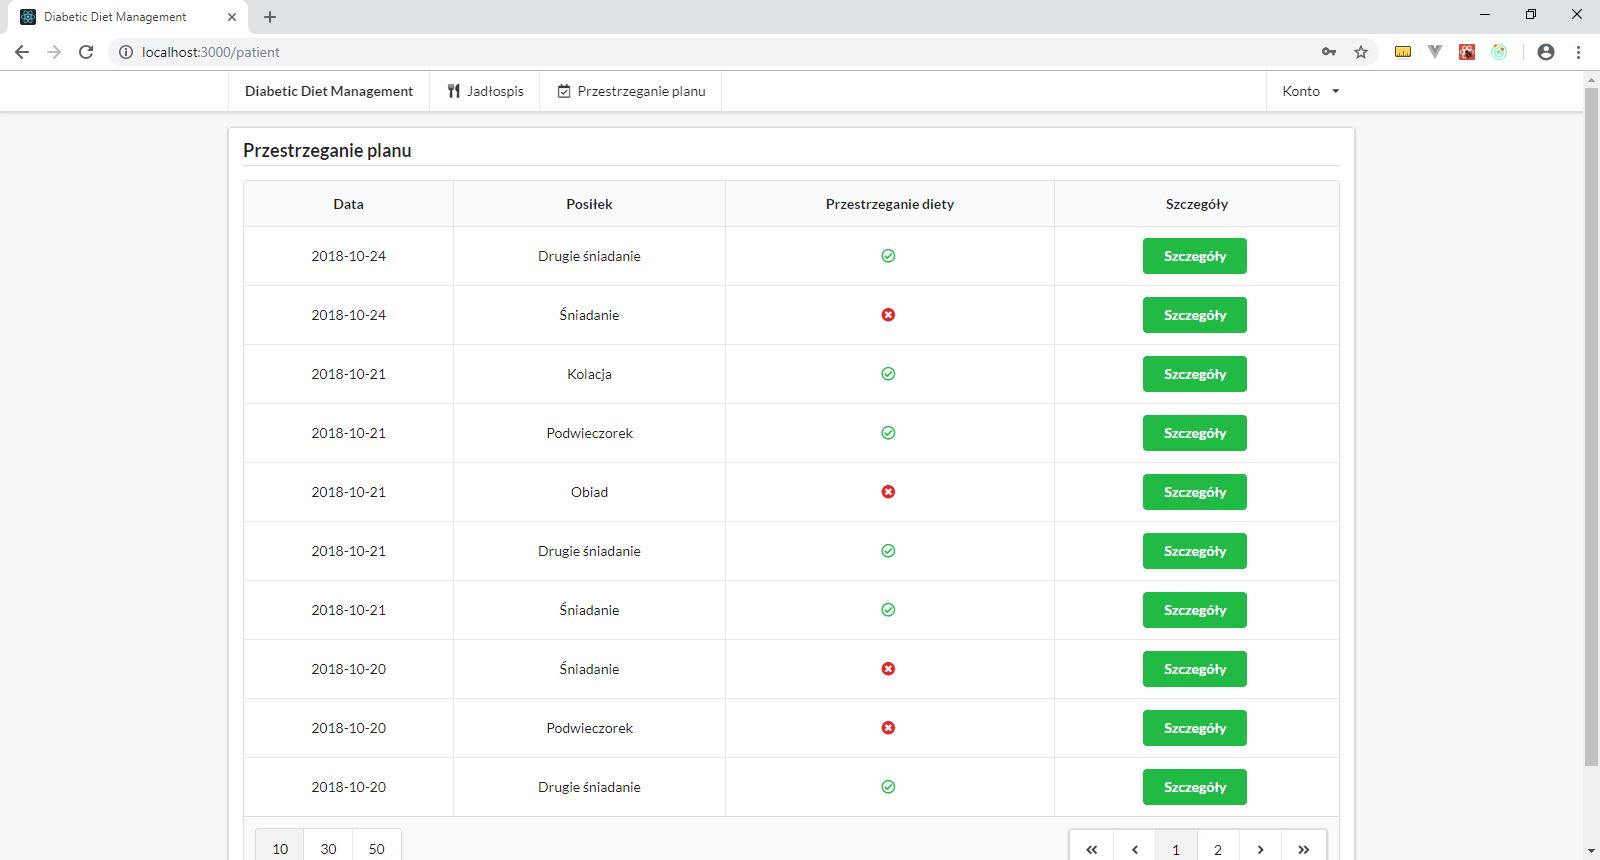 Diabetic Diet Management
localhost:3000/patient
Diabetic Diet Management Jadłospis Przestrzeganie planu Konto
Przestrzeganie planu
Data Posiłek Przestrzeganie diety Szczegóły
2018-10-24 Drugie śniadanie Szczegóły
2018-10-24 Śniadanie Szczegóły
2018-10-21 Kolacja Szczegóły
2018-10-21 Podwieczorek Szczegóły
2018-10-21 Obiad Szczegóły
2018-10-21 Drugie śniadanie Szczegóły
2018-10-21 Śniadanie Szczegóły
2018-10-20 Śniadanie Szczegóły
2018-10-20 Podwieczorek Szczegóły
2018-10-20 Drugie śniadanie Szczegóły
10 30 50 « ‹ 1 2 › »